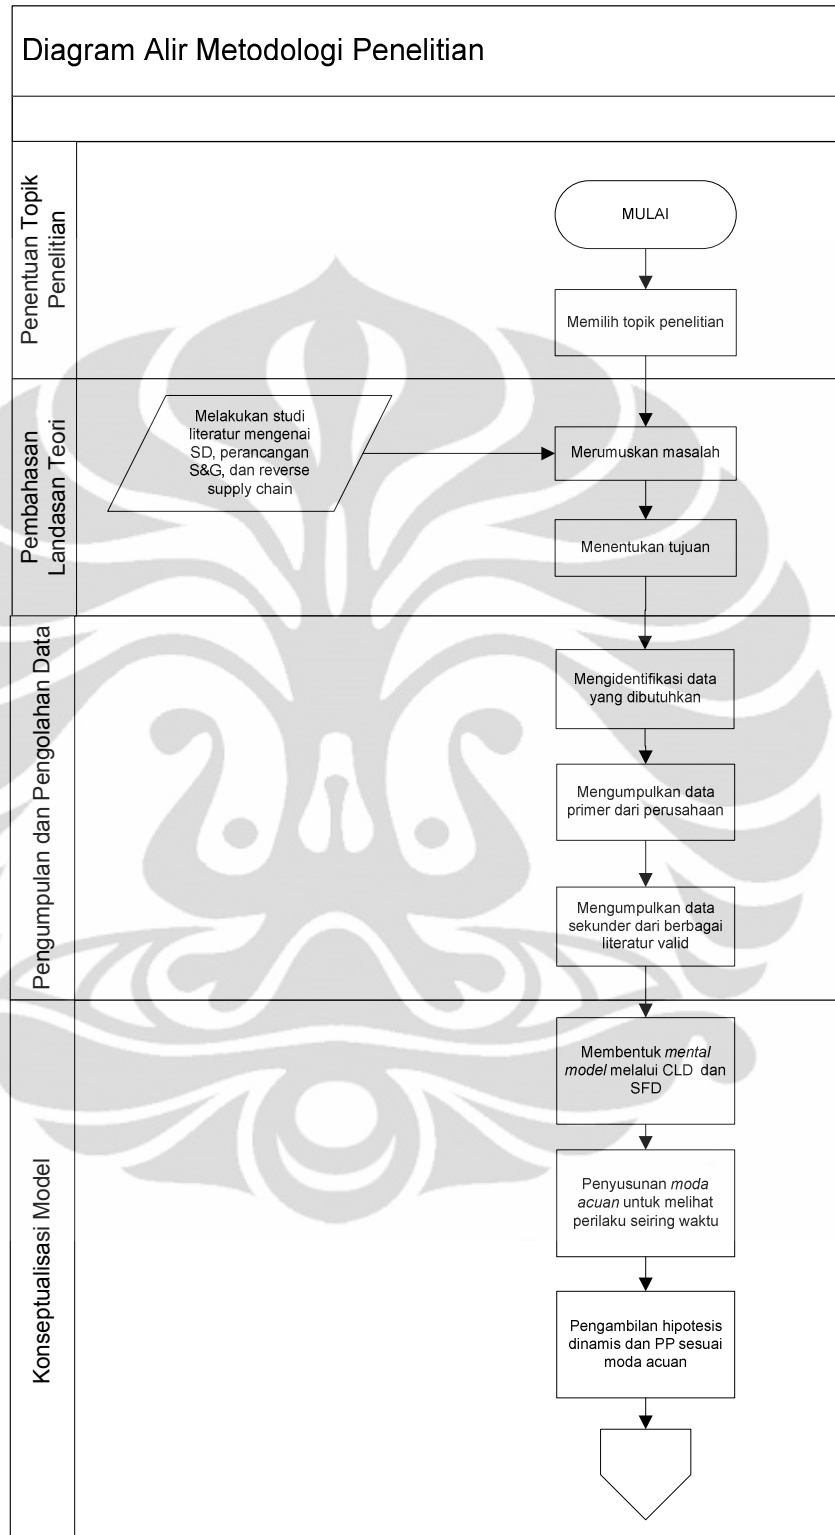 Diagram Alir Metodologi Penelitian
Penentuan Topik
Penelitian
MULAI
Memilih topik penelitian
Pembahasan
Landasan Teori
Melakukan studi
literatur mengenai
SD, perancangan
S&G, dan reverse
supply chain
Merumuskan masalah
Menentukan tujuan
Pengumpulan dan Pengolahan Data
Mengidentifikasi data
yang dibutuhkan
Mengumpulkan data
primer dari perusahaan
Mengumpulkan data
sekunder dari berbagai
literatur valid
Konseptualisasi Model
Membentuk mental
model melalui CLD dan
SFD
Penyusunan moda
acuan untuk melihat
perilaku seiring waktu
Pengambilan hipotesis
dinamis dan PP sesuai
moda acuan